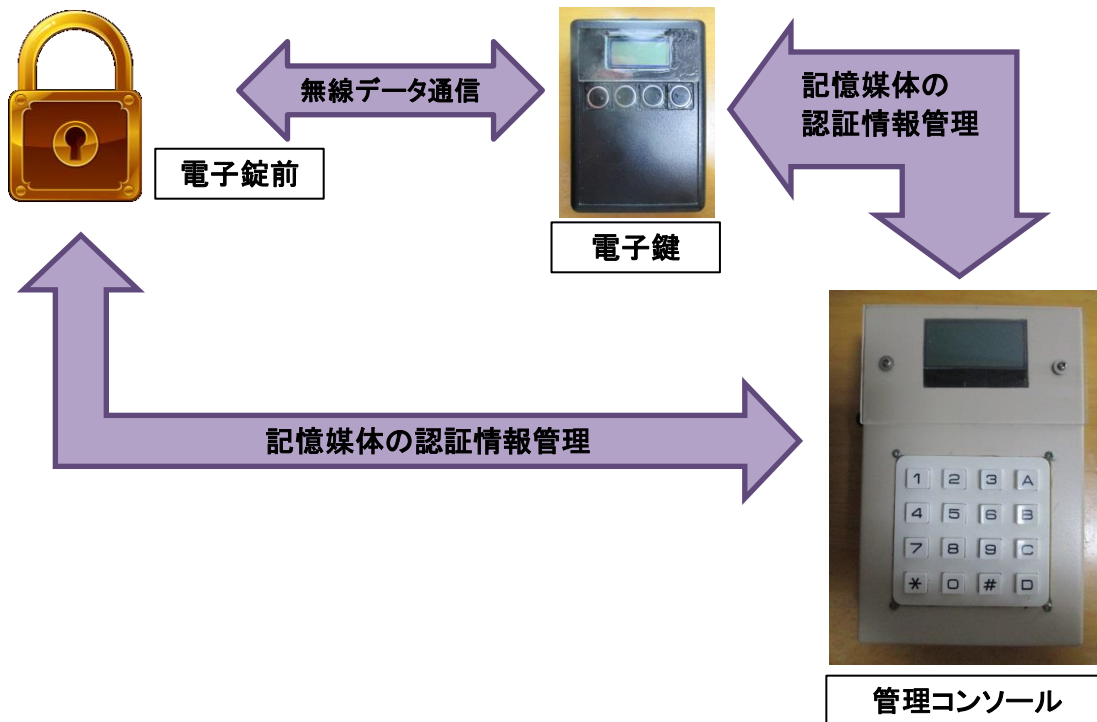 無線データ通信
記憶媒体の
認証情報管理
電子錠前
電子鍵
記憶媒体の認証情報管理
1 2 3 A
4 5 6 B
7 8 9 C
* 0 # D
管理コンソール